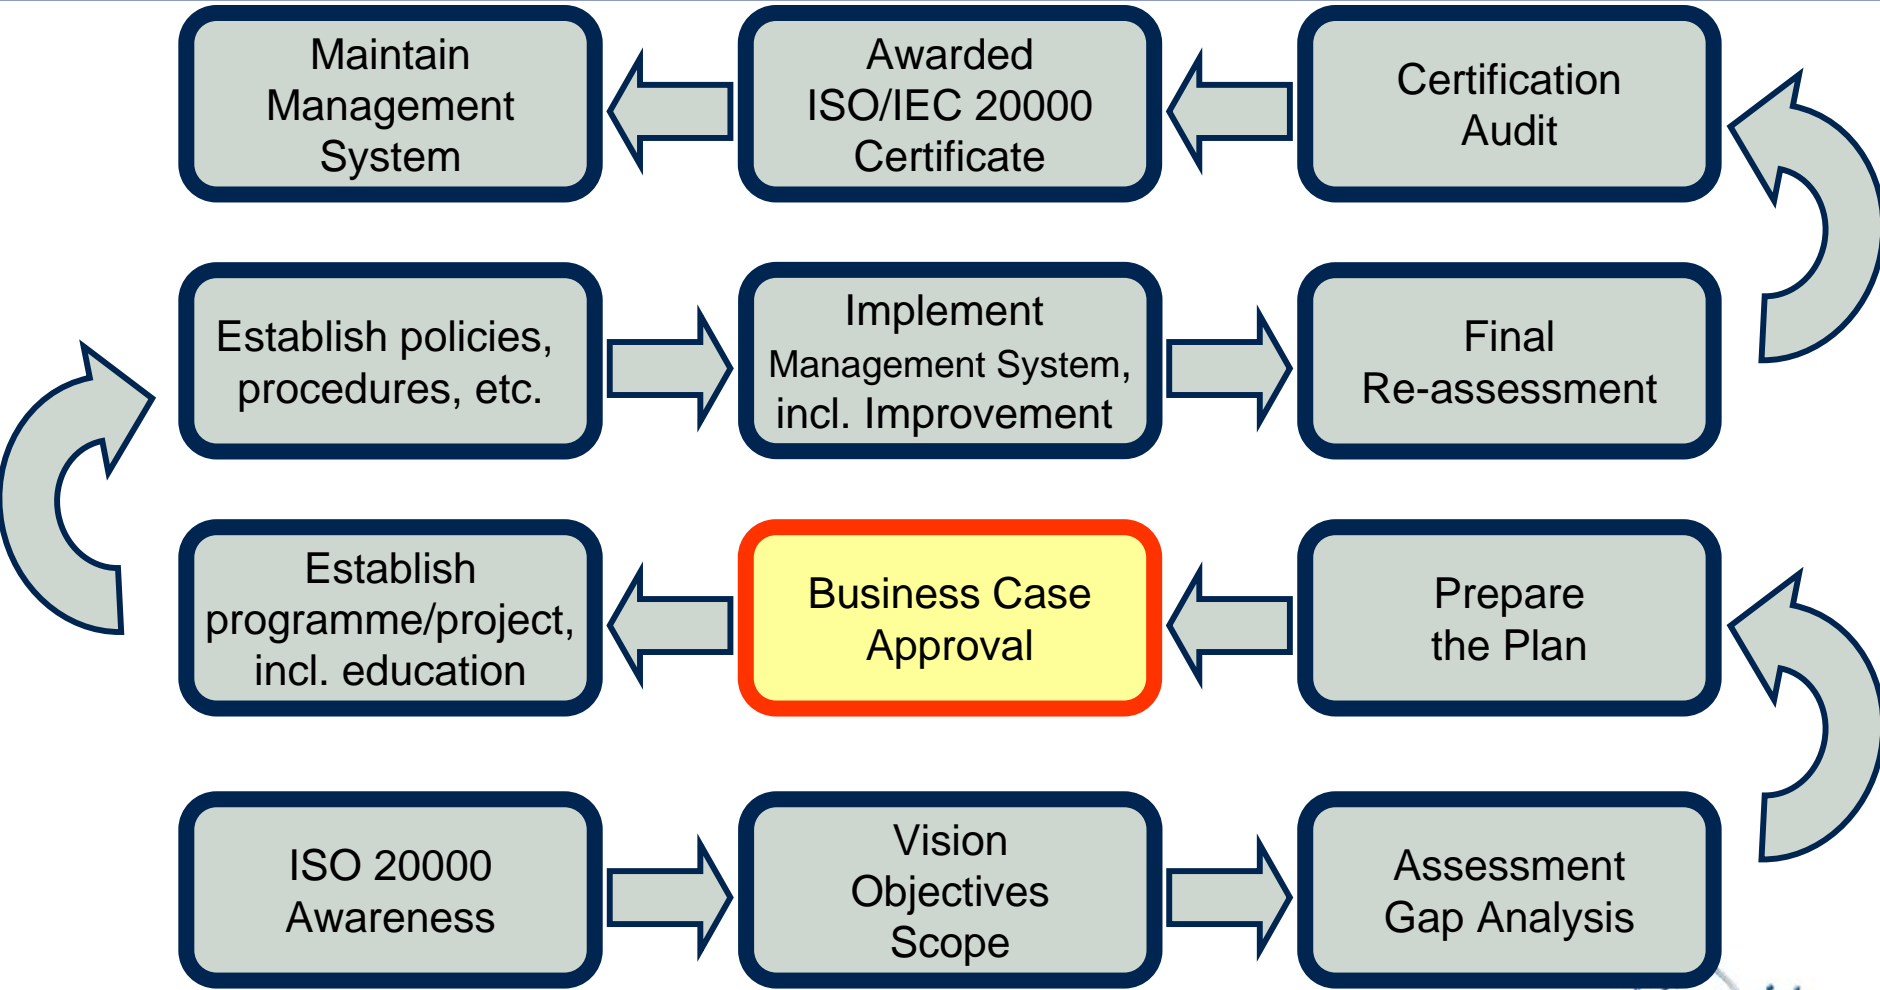 Maintain
Management
System
Awarded
ISO/IEC 20000
Certificate
Certification
Audit
Establish policies,
procedures, etc.
Implement
Management System,
incl. Improvement
Final
Re-assessment
Establish
programme/project,
incl. education
Business Case
Approval
Prepare
the Plan
ISO 20000
Awareness
Vision
Objectives
Scope
Assessment
Gap Analysis